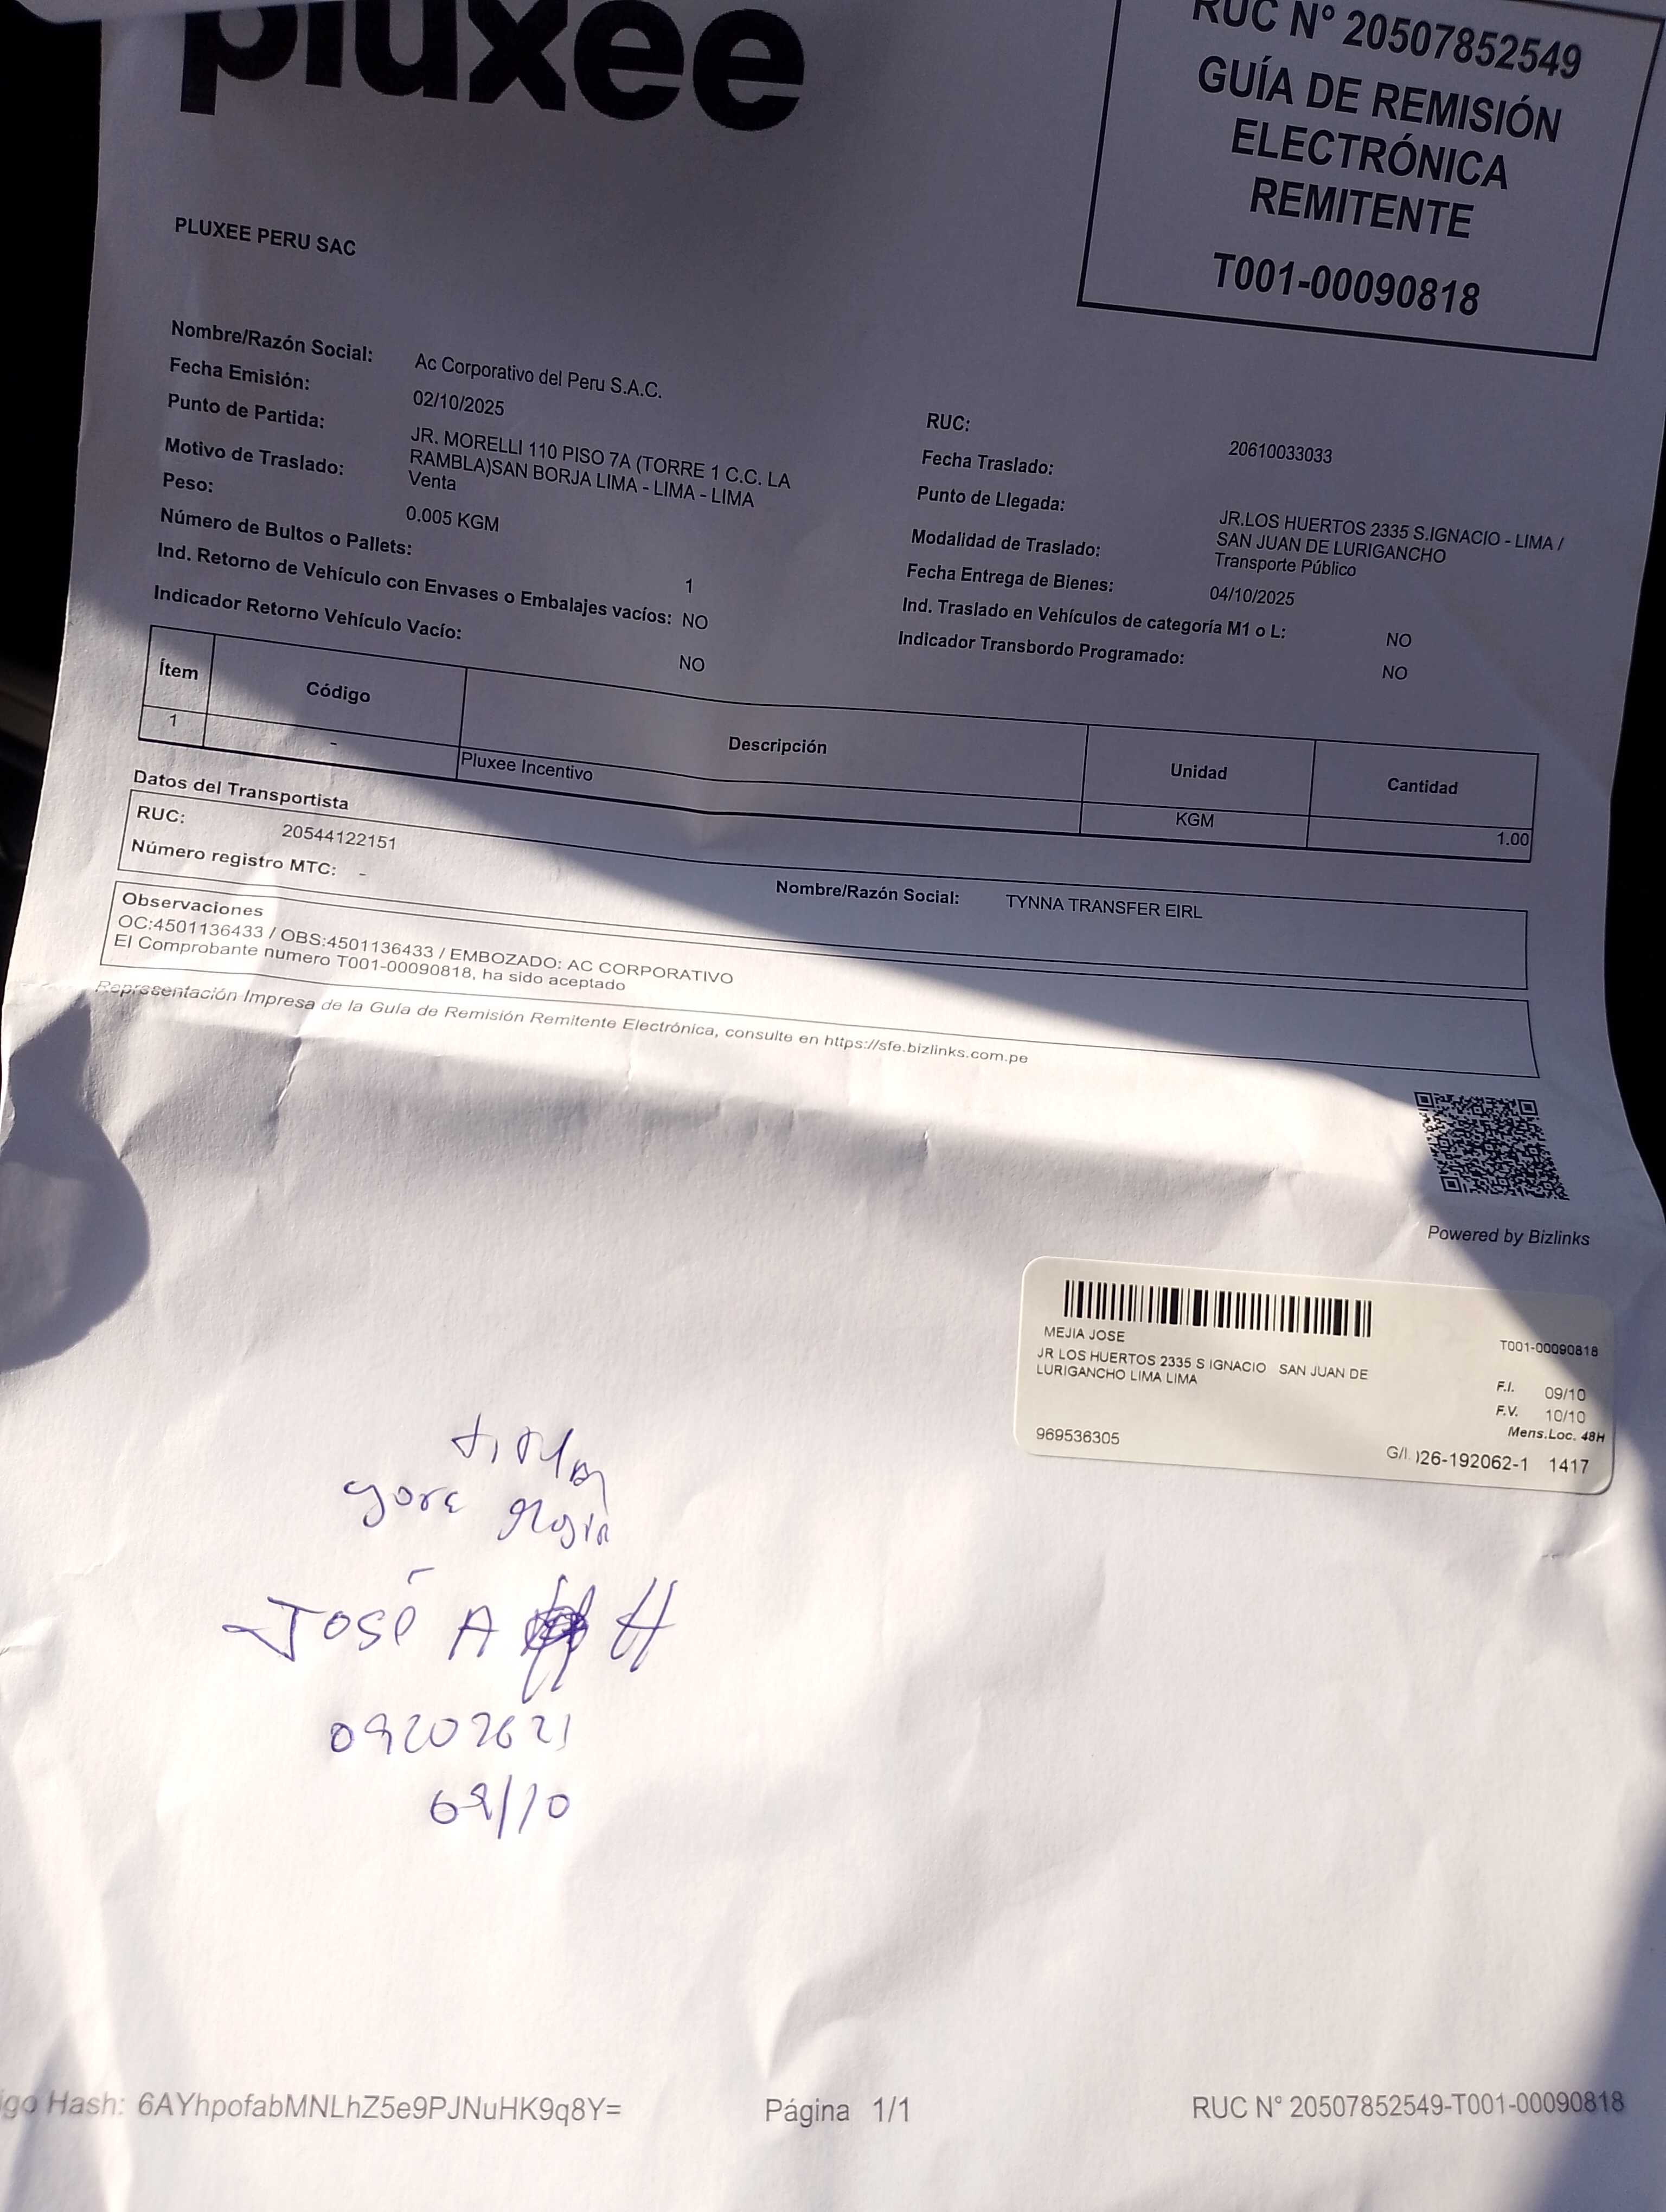 pluxee
RUC N° 20507852549
GUÍA DE REMISIÓN
ELECTRÓNICA
REMITENTE
T001-00090818
PLUXEE PERU SAC
Nombre/Razón Social: Ac Corporativo del Peru S.A.C.
Fecha Emisión: 02/10/2025
Punto de Partida: JR. MORELLI 110 PISO 7A (TORRE 1 C.C. LA
RAMBLA)SAN BORJA LIMA - LIMA - LIMA
Motivo de Traslado: Venta
Peso: 0.005 KGM
Número de Bultos o Pallets: 1
Ind. Retorno de Vehículo con Envases o Embalajes vacíos: NO
Indicador Retorno Vehículo Vacío: NO
RUC: 20610033033
Fecha Traslado:
Punto de Llegada: JR.LOS HUERTOS 2335 S.IGNACIO - LIMA /
SAN JUAN DE LURIGANCHO
Modalidad de Traslado: Transporte Público
Fecha Entrega de Bienes: 04/10/2025
Ind. Traslado en Vehículos de categoría M1 o L: NO
Indicador Transbordo Programado: NO
Ítem Código Descripción Unidad Cantidad
1 - Pluxee Incentivo KGM 1.00
Datos del Transportista
RUC: 20544122151
Número registro MTC: -
Nombre/Razón Social: TYNNA TRANSFER EIRL
Observaciones
OC:4501136433 / OBS:4501136433 / EMBOZADO: AC CORPORATIVO
El Comprobante numero T001-00090818, ha sido aceptado
Representación Impresa de la Guía de Remisión Remitente Electrónica, consulte en https://sfe.bizlinks.com.pe
Powered by Bizlinks
MEJIA JOSE T001-00090818
JR LOS HUERTOS 2335 S IGNACIO SAN JUAN DE
LURIGANCHO LIMA LIMA
F.I. 09/10
F.V. 10/10
Mens.Loc. 48H
969536305 G/I. )26-192062-1 1417
José A
09202621
09/10
go Hash: 6AYhpofabMNLhZ5e9PJNuHK9q8Y= Página 1/1 RUC N° 20507852549-T001-00090818